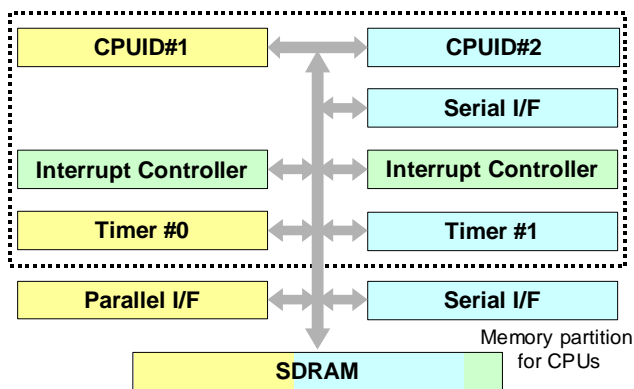 CPUID#1
CPUID#2
Serial I/F
Interrupt Controller
Interrupt Controller
Timer #0
Timer #1
Parallel I/F
Serial I/F
Memory partition
for CPUs
SDRAM